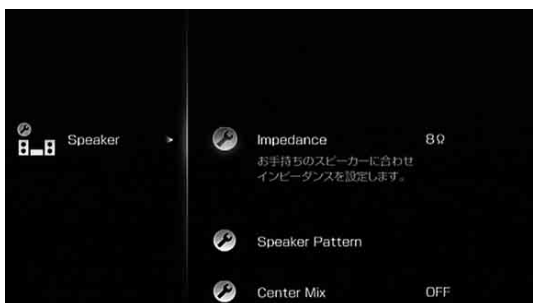 Speaker
Impedance 8Ω
お手持ちのスピーカーに合わせ
インピーダンスを設定します。
Speaker Pattern
Center Mix OFF